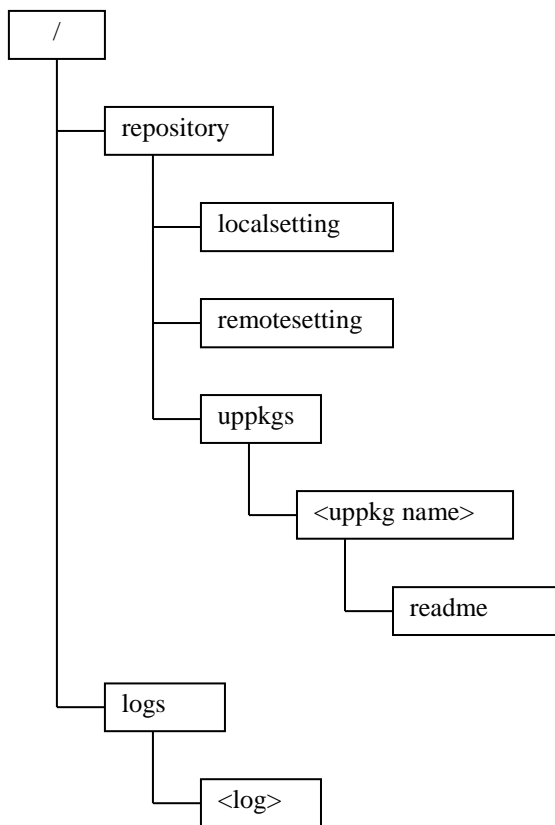 /
repository
localsetting
remotesetting
uppkgs
<uppkg name>
readme
logs
<log>